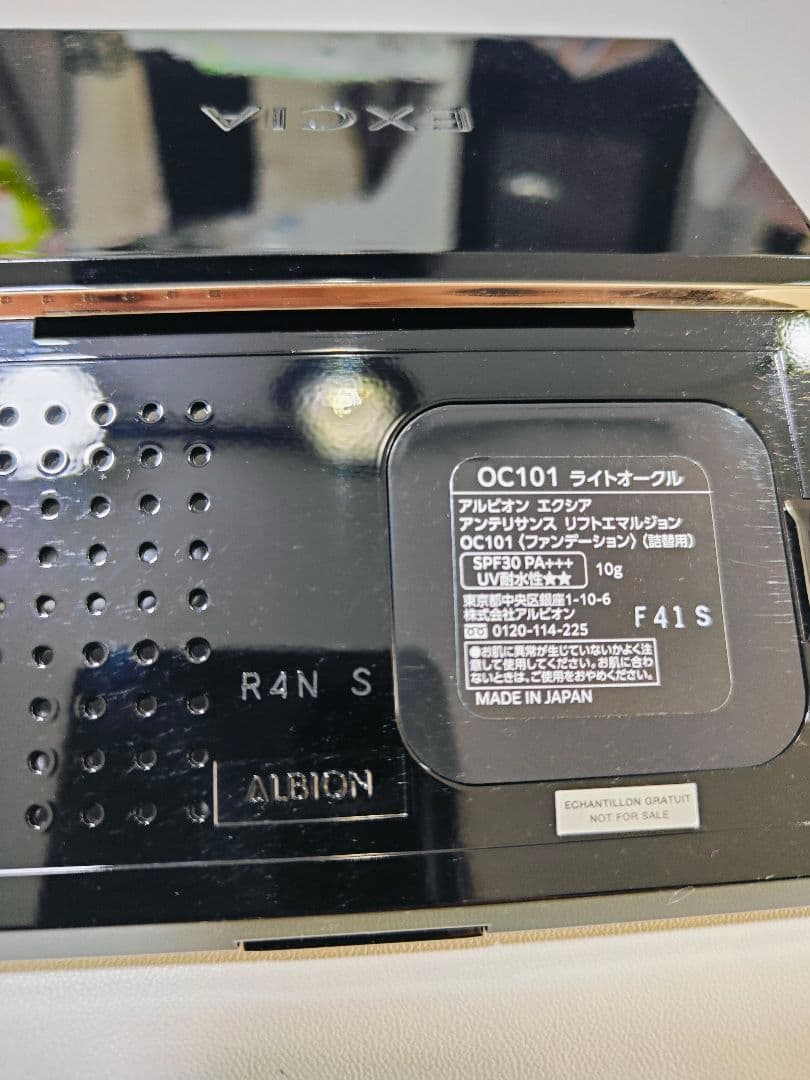 EXCIA
OC101 ライトオークル
アルビオン エクシア
アンテリサンス リフトエマルジョン
OC101〈ファンデーション〉(詰替用)
SPF30 PA+++
UV耐水性★★
10g
東京都中央区銀座1-10-6
株式会社アルビオン
0120-114-225
F41S
●お肌に異常が生じていないかよく注
意して使用してください。お肌に合わ
ないときは、ご使用をおやめください。
MADE IN JAPAN
R4N S
ALBION
ECHANTILLON GRATUIT
NOT FOR SALE